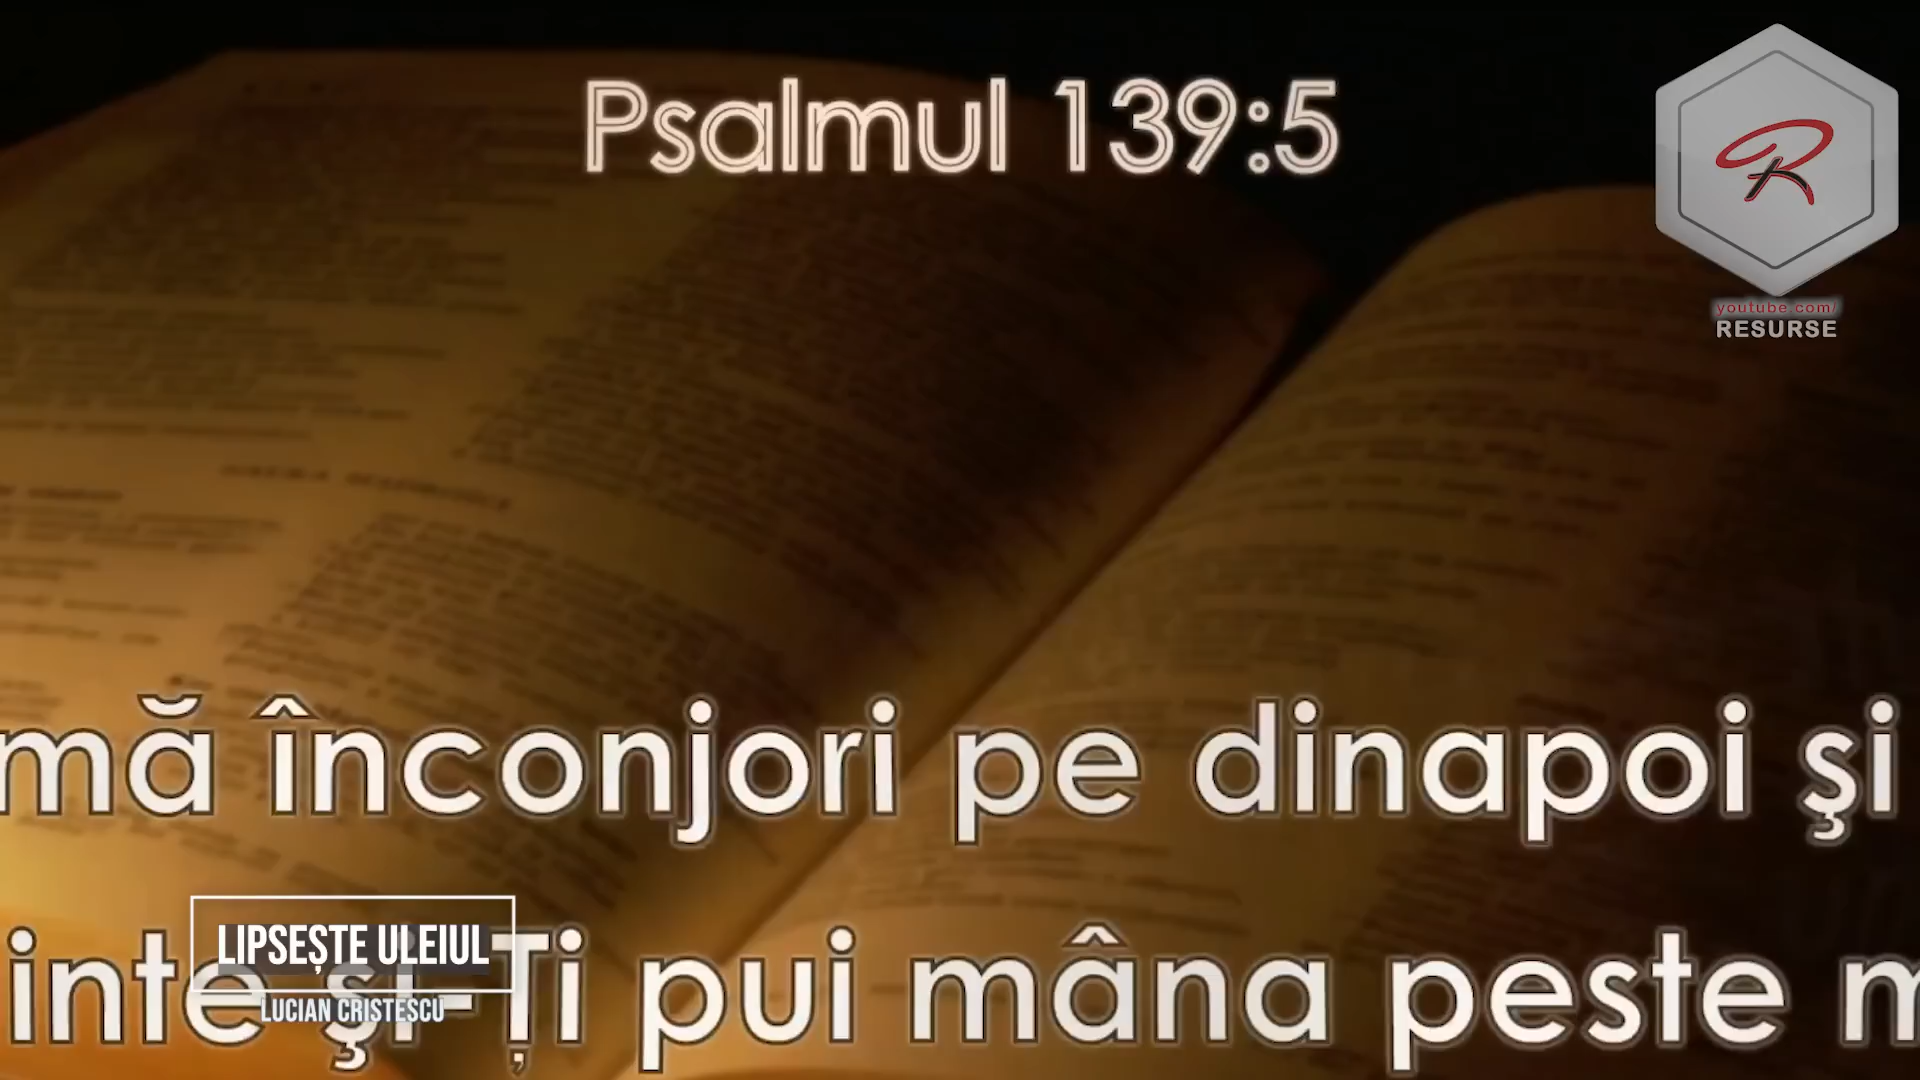 Psalmul 139:5
youtube.com/
RESURSE
mă înconjori pe dinapoi şi
inte şi-Ţi pui mâna peste m
LIPSEȘTE ULEIUL
LUCIAN CRISTESCU